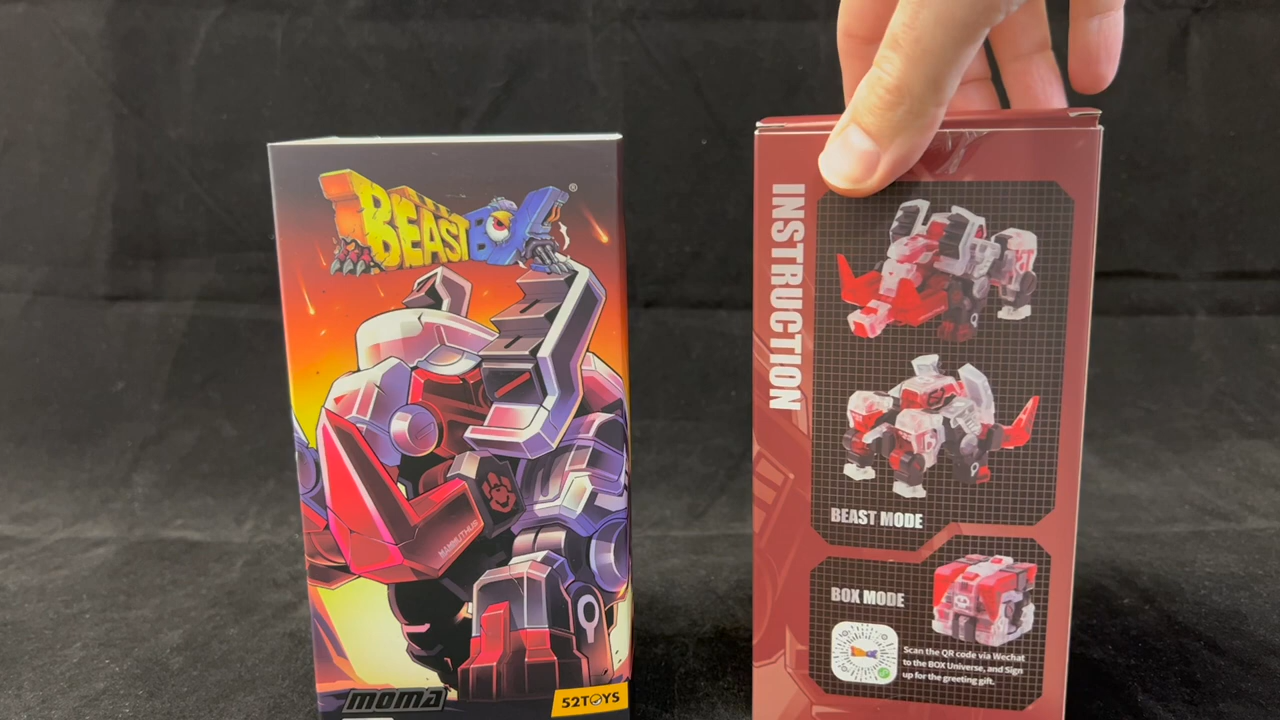 BEASTBOX®
MAMMUTHUS
moma
52TOYS
INSTRUCTION
BEAST MODE
BOX MODE
Scan the QR code via Wechat
to the BOX Universe, and Sign
up for the greeting gift.